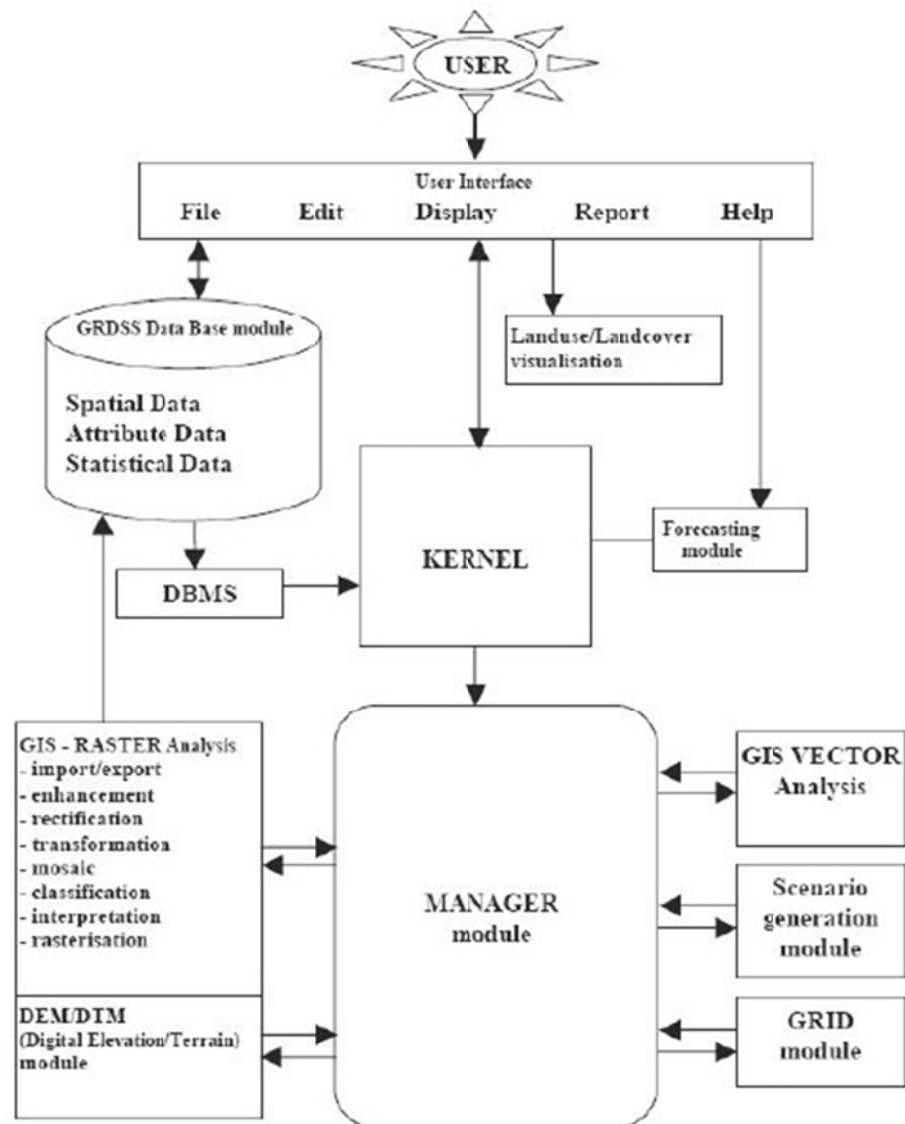 USER
User Interface
File Edit Display Report Help
GRDSS Data Base module
Spatial Data
Attribute Data
Statistical Data
Landuse/Landcover
visualisation
KERNEL
Forecasting
module
DBMS
GIS - RASTER Analysis
- import/export
- enhancement
- rectification
- transformation
- mosaic
- classification
- interpretation
- rasterisation
DEM/DTM
(Digital Elevation/Terrain)
module
MANAGER
module
GIS VECTOR
Analysis
Scenario
generation
module
GRID
module